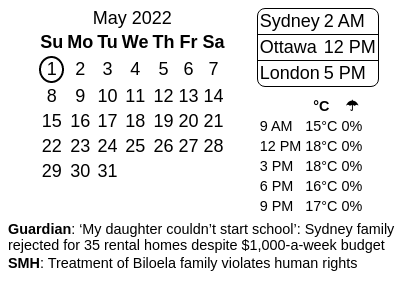 May 2022
Su Mo Tu We Th Fr Sa
1 2 3 4 5 6 7
8 9 10 11 12 13 14
15 16 17 18 19 20 21
22 23 24 25 26 27 28
29 30 31
Sydney 2 AM
Ottawa 12 PM
London 5 PM
°C ☂
9 AM 15°C 0%
12 PM 18°C 0%
3 PM 18°C 0%
6 PM 16°C 0%
9 PM 17°C 0%
Guardian: ‘My daughter couldn’t start school’: Sydney family
rejected for 35 rental homes despite $1,000-a-week budget
SMH: Treatment of Biloela family violates human rights